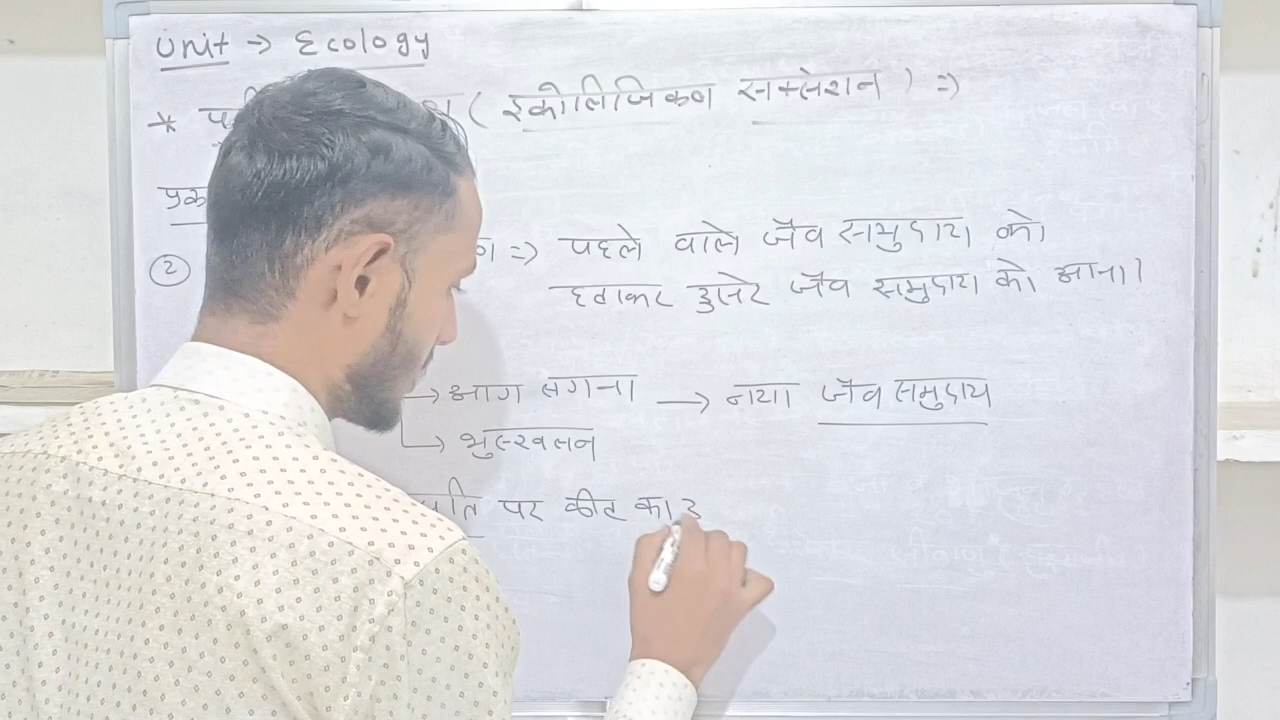 Unit → Ecology
* ( इकोलिजिकल सक्सेशन ) ⇒
प्रक
② ⇒ पहले वाले जैव समुदाय को
हटाकर दुसरे जैव समुदाय को आना।
→ आग लगना → नया जैव समुदाय
→ भुस्खलन
पर कीट का